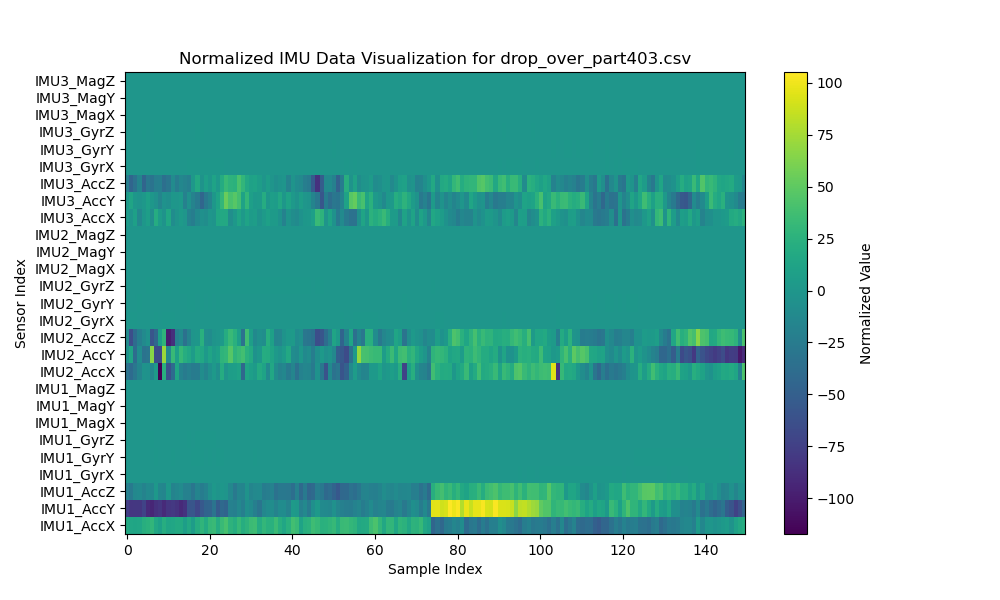 Normalized IMU Data Visualization for drop_over_part403.csv
IMU3_MagZ
IMU3_MagY
IMU3_MagX
IMU3_GyrZ
IMU3_GyrY
IMU3_GyrX
IMU3_AccZ
IMU3_AccY
IMU3_AccX
IMU2_MagZ
IMU2_MagY
IMU2_MagX
IMU2_GyrZ
IMU2_GyrY
IMU2_GyrX
IMU2_AccZ
IMU2_AccY
IMU2_AccX
IMU1_MagZ
IMU1_MagY
IMU1_MagX
IMU1_GyrZ
IMU1_GyrY
IMU1_GyrX
IMU1_AccZ
IMU1_AccY
IMU1_AccX
Sensor Index
0 20 40 60 80 100 120 140
Sample Index
100
75
50
25
0
−25
−50
−75
−100
Normalized Value